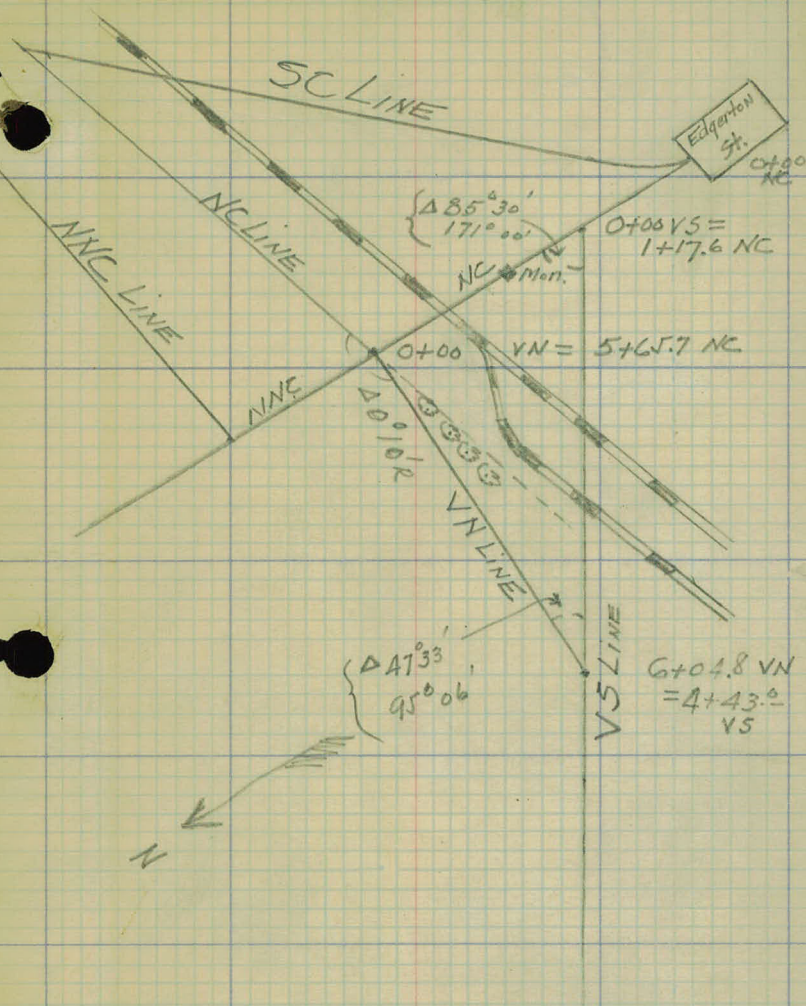 SC LINE
Edgerton
St.
0+00
NC
NC LINE
Δ 85°30'
171°00'
0+00 VS =
1+17.6 NC
NNC LINE
NC
Mon.
0+00 VN = 5+65.7 NC
NNC
VN LINE
Δ 47°33'
95°06'
VS LINE
6+04.8 VN
=4+43.0
VS
N